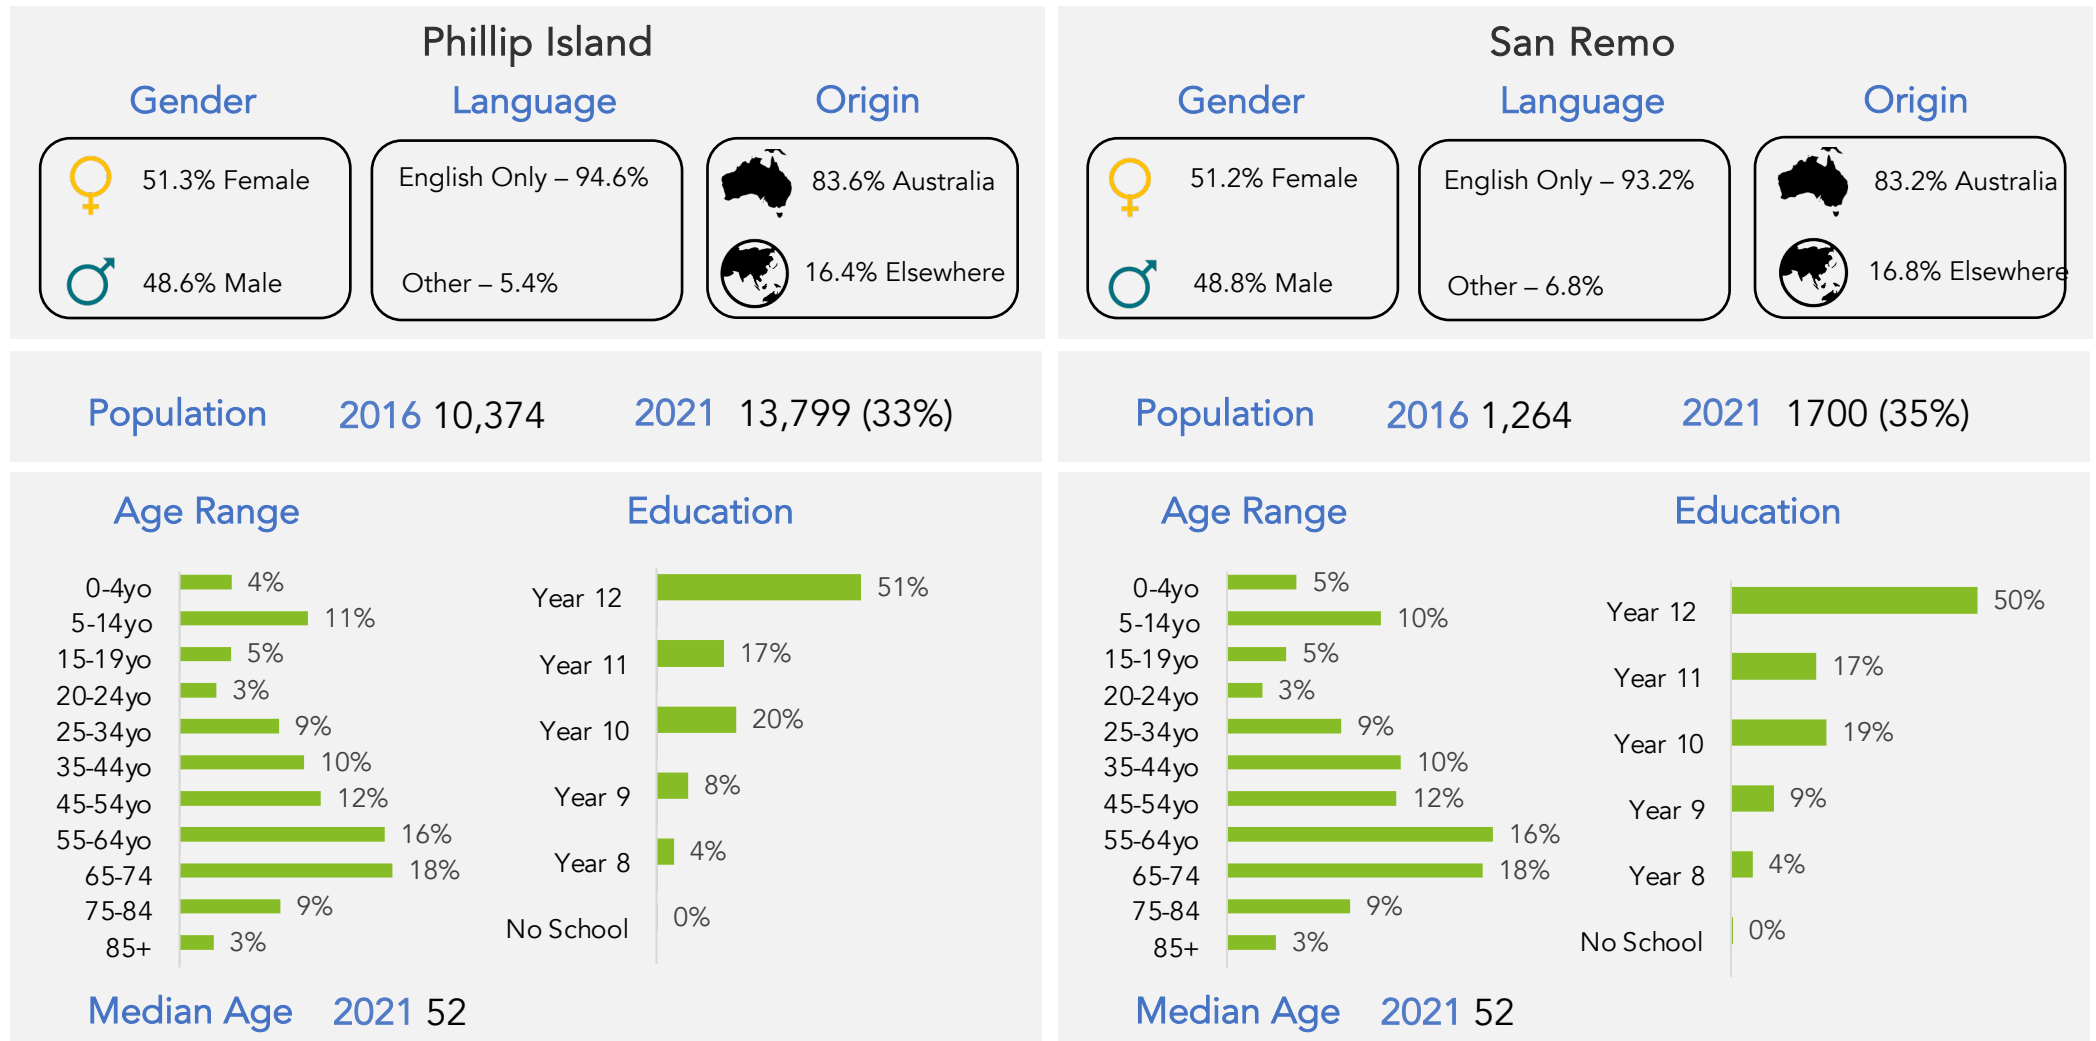 Phillip Island
Gender
Language
Origin
51.3% Female
48.6% Male
English Only – 94.6%
Other – 5.4%
83.6% Australia
16.4% Elsewhere
Population 2016 10,374 2021 13,799 (33%)
Age Range
0-4yo 4%
5-14yo 11%
15-19yo 5%
20-24yo 3%
25-34yo 9%
35-44yo 10%
45-54yo 12%
55-64yo 16%
65-74 18%
75-84 9%
85+ 3%
Education
Year 12 51%
Year 11 17%
Year 10 20%
Year 9 8%
Year 8 4%
No School 0%
Median Age 2021 52
San Remo
Gender
Language
Origin
51.2% Female
48.8% Male
English Only – 93.2%
Other – 6.8%
83.2% Australia
16.8% Elsewhere
Population 2016 1,264 2021 1700 (35%)
Age Range
0-4yo 5%
5-14yo 10%
15-19yo 5%
20-24yo 3%
25-34yo 9%
35-44yo 10%
45-54yo 12%
55-64yo 16%
65-74 18%
75-84 9%
85+ 3%
Education
Year 12 50%
Year 11 17%
Year 10 19%
Year 9 9%
Year 8 4%
No School 0%
Median Age 2021 52